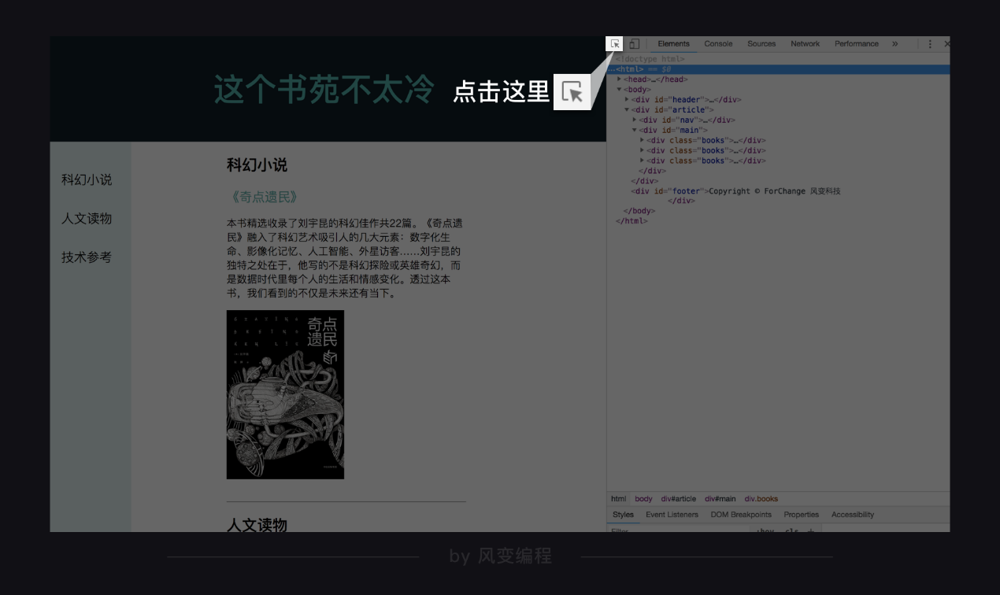 这个书苑不太冷
点击这里
科幻小说
人文读物
技术参考
科幻小说
《奇点遗民》
本书精选收录了刘宇昆的科幻佳作共22篇。《奇点遗
民》融入了科幻艺术吸引人的几大元素：数字化生
命、影像化记忆、人工智能、外星访客……刘宇昆的
独特之处在于，他写的不是科幻探险或英雄奇幻，而
是数据时代里每个人的生活和情感变化。透过这本
书，我们看到的不仅是未来还有当下。
奇点
遗民
人文读物
Elements Console Sources Network Performance »
<!doctype html>
…<html> == $0
<head>…</head>
<body>
<div id="header">…</div>
<div id="article">
<div id="nav">…</div>
<div id="main">
<div class="books">…</div>
<div class="books">…</div>
<div class="books">…</div>
</div>
</div>
<div id="footer">Copyright © ForChange 风变科技
</div>
</body>
</html>
html body div#article div#main div.books
Styles Event Listeners DOM Breakpoints Properties Accessibility
Filter :hov .cls +
by 风变编程